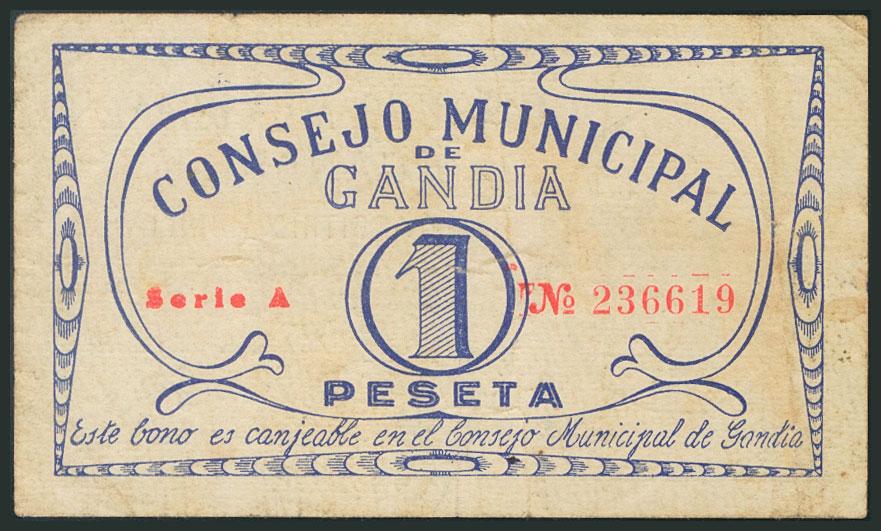 CONSEJO MUNICIPAL
DE
GANDIA
1
Serie A
Nº 236619
PESETA
Este bono es canjeable en el Consejo Municipal de Gandia